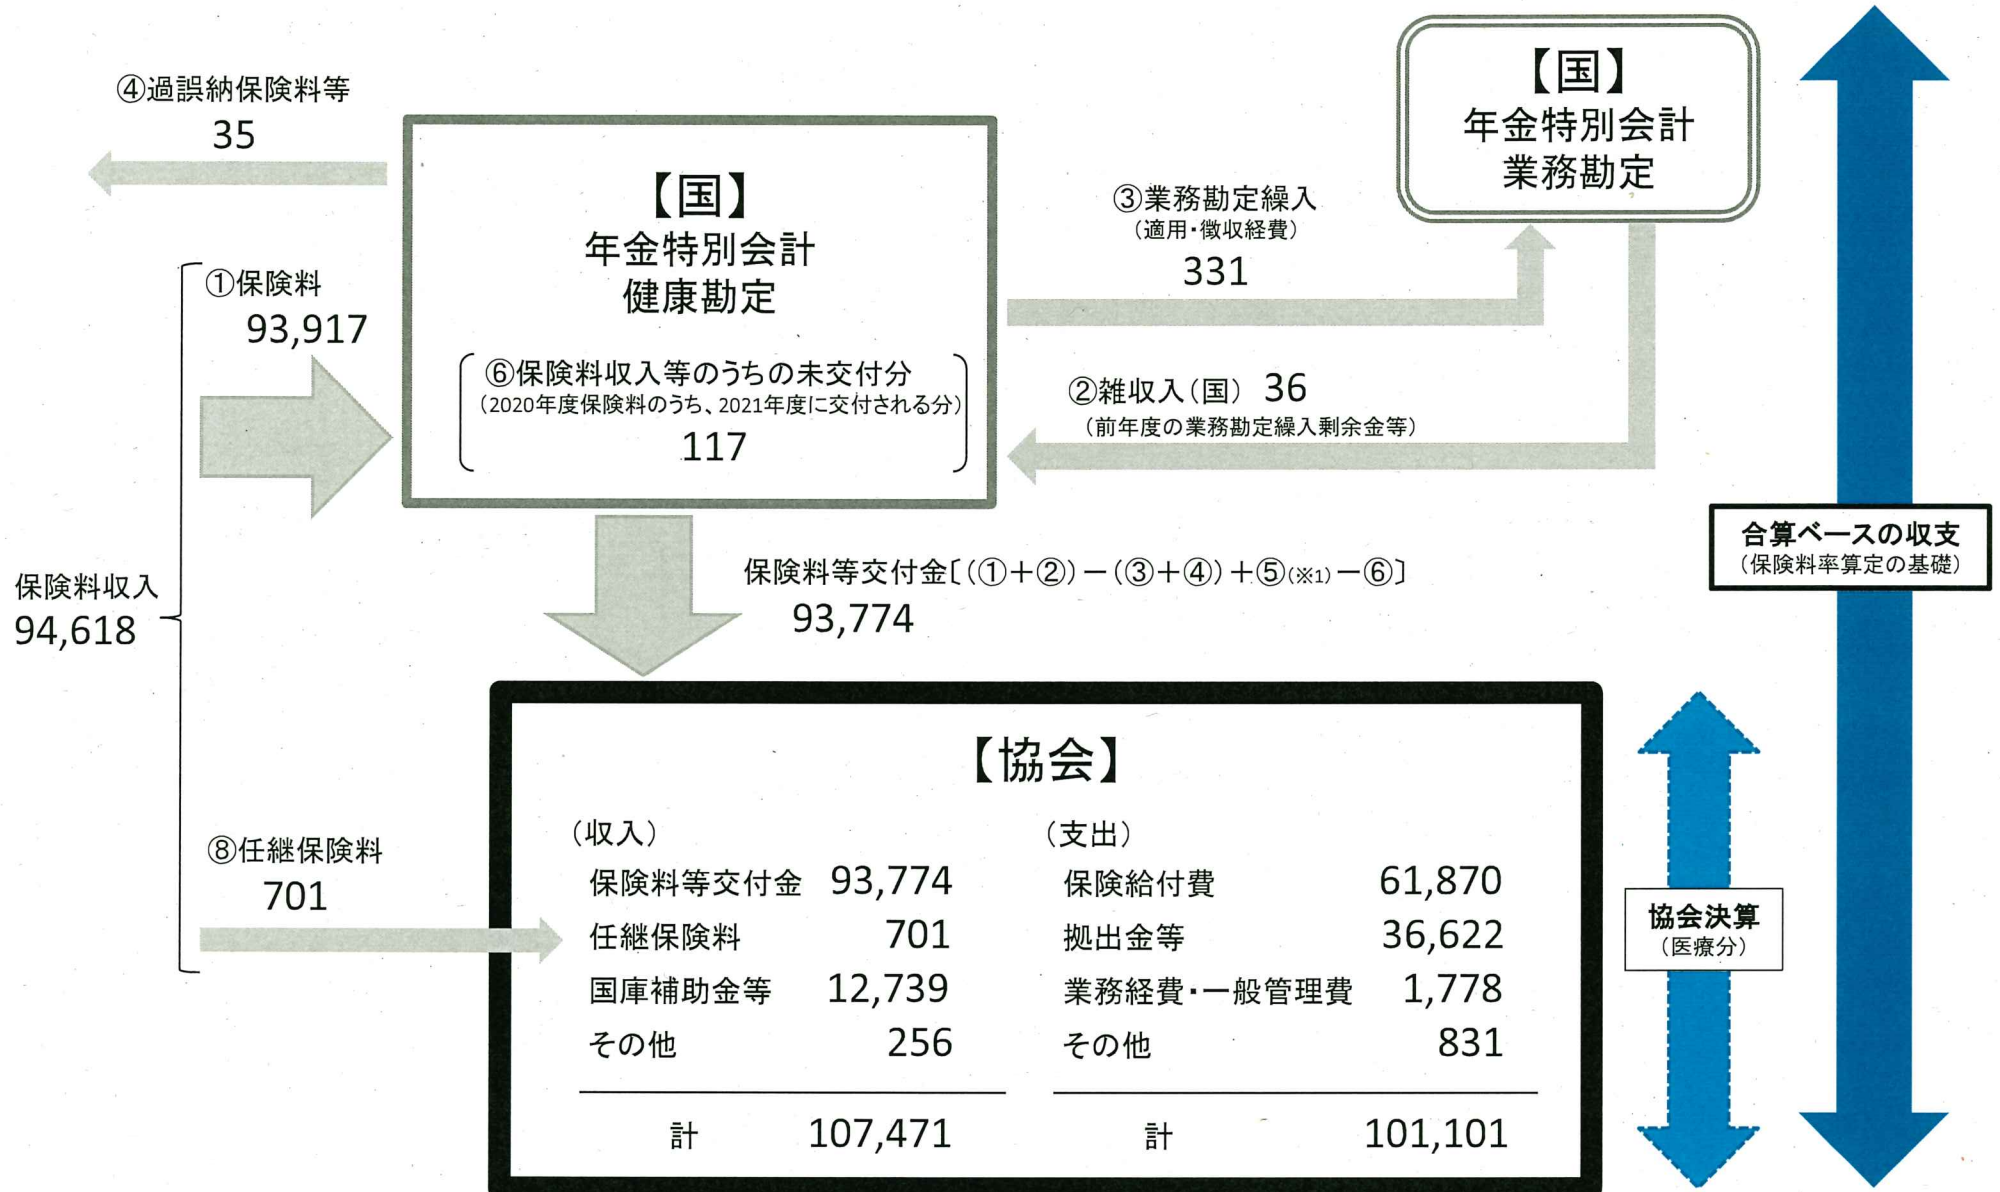 ④過誤納保険料等
35
【国】
年金特別会計
業務勘定
【国】
年金特別会計
健康勘定
③業務勘定繰入
(適用・徴収経費)
331
①保険料
93,917
⑥保険料収入等のうちの未交付分
(2020年度保険料のうち、2021年度に交付される分)
117
②雑収入(国) 36
(前年度の業務勘定繰入剰余金等)
合算ベースの収支
(保険料率算定の基礎)
保険料等交付金〔(①+②)-(③+④)+⑤(※1)-⑥〕
93,774
保険料収入
94,618
【協会】
(収入)
保険料等交付金 93,774
任継保険料 701
国庫補助金等 12,739
その他 256
計 107,471
(支出)
保険給付費 61,870
拠出金等 36,622
業務経費・一般管理費 1,778
その他 831
計 101,101
⑧任継保険料
701
協会決算
(医療分)